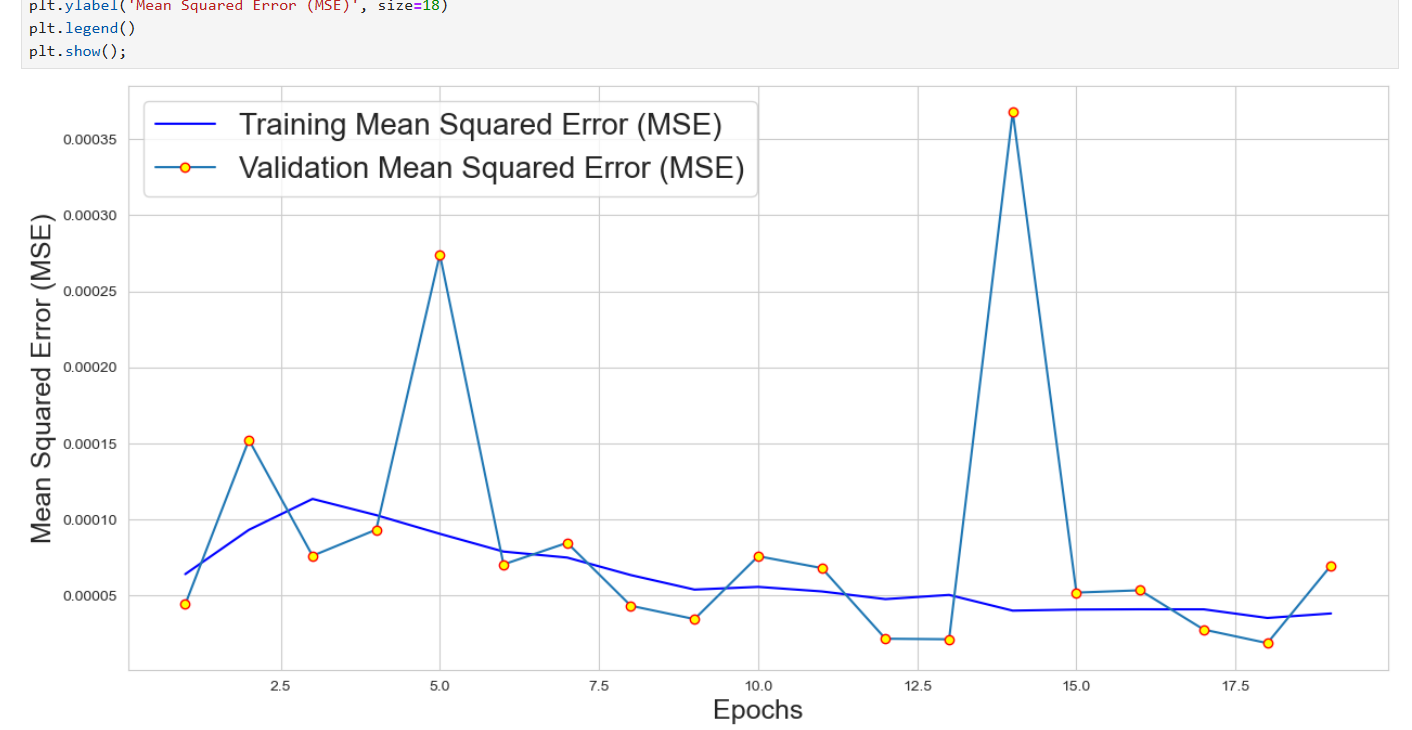 plt.ylabel('Mean Squared Error (MSE)', size=18)
plt.legend()
plt.show();
Training Mean Squared Error (MSE)
Validation Mean Squared Error (MSE)
Mean Squared Error (MSE)
0.00035
0.00030
0.00025
0.00020
0.00015
0.00010
0.00005
2.5 5.0 7.5 10.0 12.5 15.0 17.5
Epochs